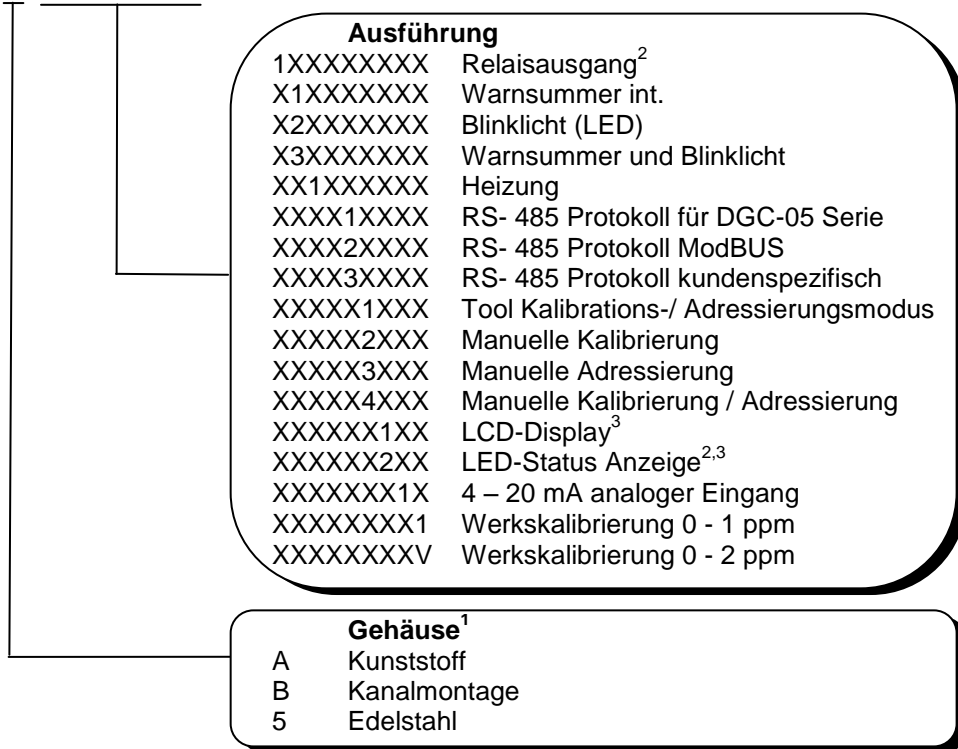 Ausführung
1XXXXXXXX Relaisausgang²
X1XXXXXXX Warnsummer int.
X2XXXXXXX Blinklicht (LED)
X3XXXXXXX Warnsummer und Blinklicht
XX1XXXXXX Heizung
XXXX1XXXX RS- 485 Protokoll für DGC-05 Serie
XXXX2XXXX RS- 485 Protokoll ModBUS
XXXX3XXXX RS- 485 Protokoll kundenspezifisch
XXXXX1XXX Tool Kalibrations-/ Adressierungsmodus
XXXXX2XXX Manuelle Kalibrierung
XXXXX3XXX Manuelle Adressierung
XXXXX4XXX Manuelle Kalibrierung / Adressierung
XXXXXX1XX LCD-Display³
XXXXXX2XX LED-Status Anzeige²,³
XXXXXXX1X 4 – 20 mA analoger Eingang
XXXXXXXX1 Werkskalibrierung 0 - 1 ppm
XXXXXXXXV Werkskalibrierung 0 - 2 ppm
Gehäuse¹
A Kunststoff
B Kanalmontage
5 Edelstahl